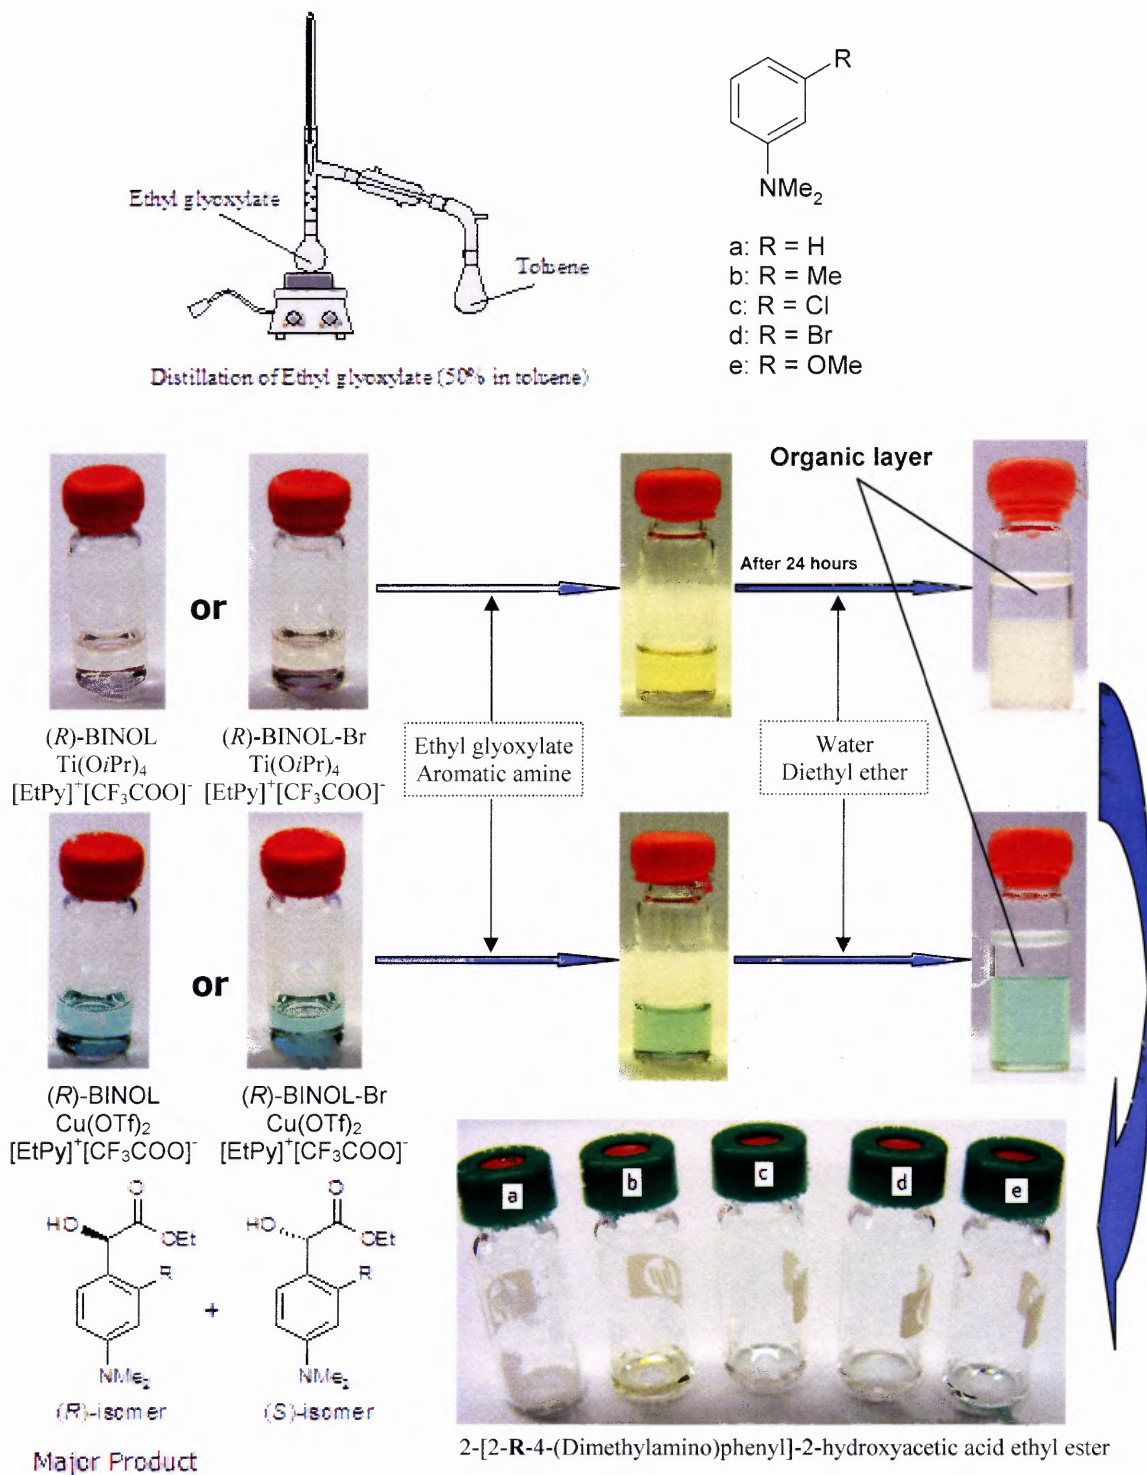 Ethyl glyoxylate
Toluene
Distillation of Ethyl glyoxylate (50% in toluene)
R
NMe₂
a: R = H
b: R = Me
c: R = Cl
d: R = Br
e: R = OMe
Organic layer
or
After 24 hours
(R)-BINOL
Ti(OiPr)₄
[EtPy]⁺[CF₃COO]⁻
(R)-BINOL-Br
Ti(OiPr)₄
[EtPy]⁺[CF₃COO]⁻
Ethyl glyoxylate
Aromatic amine
Water
Diethyl ether
or
(R)-BINOL
Cu(OTf)₂
[EtPy]⁺[CF₃COO]⁻
(R)-BINOL-Br
Cu(OTf)₂
[EtPy]⁺[CF₃COO]⁻
O
HO
OEt
R
NMe₂
(R)-isomer
+
O
HO
OEt
R
NMe₂
(S)-isomer
Major Product
a
b
c
d
e
2-[2-R-4-(Dimethylamino)phenyl]-2-hydroxyacetic acid ethyl ester